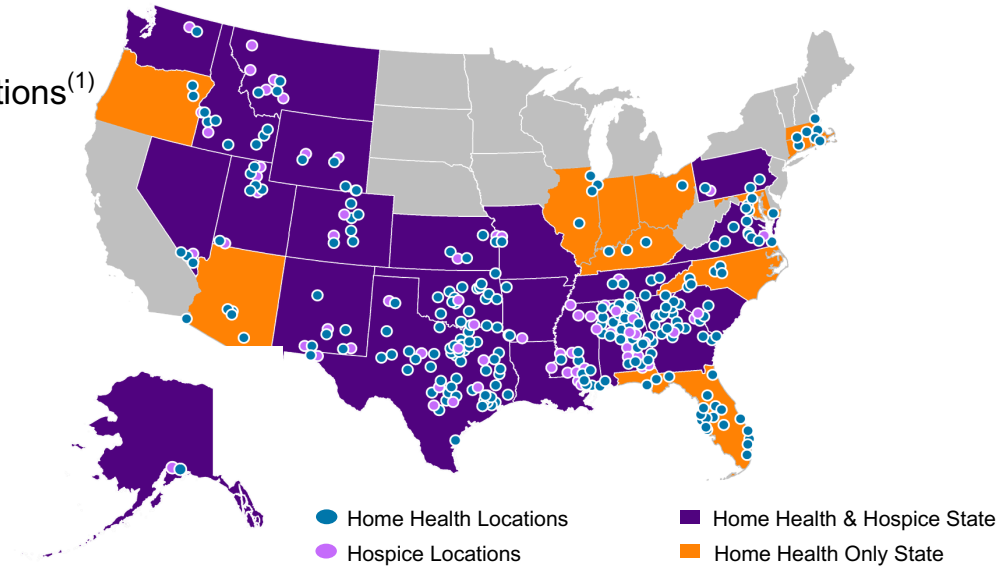 tions(1)
Home Health Locations
Home Health & Hospice State
Hospice Locations
Home Health Only State